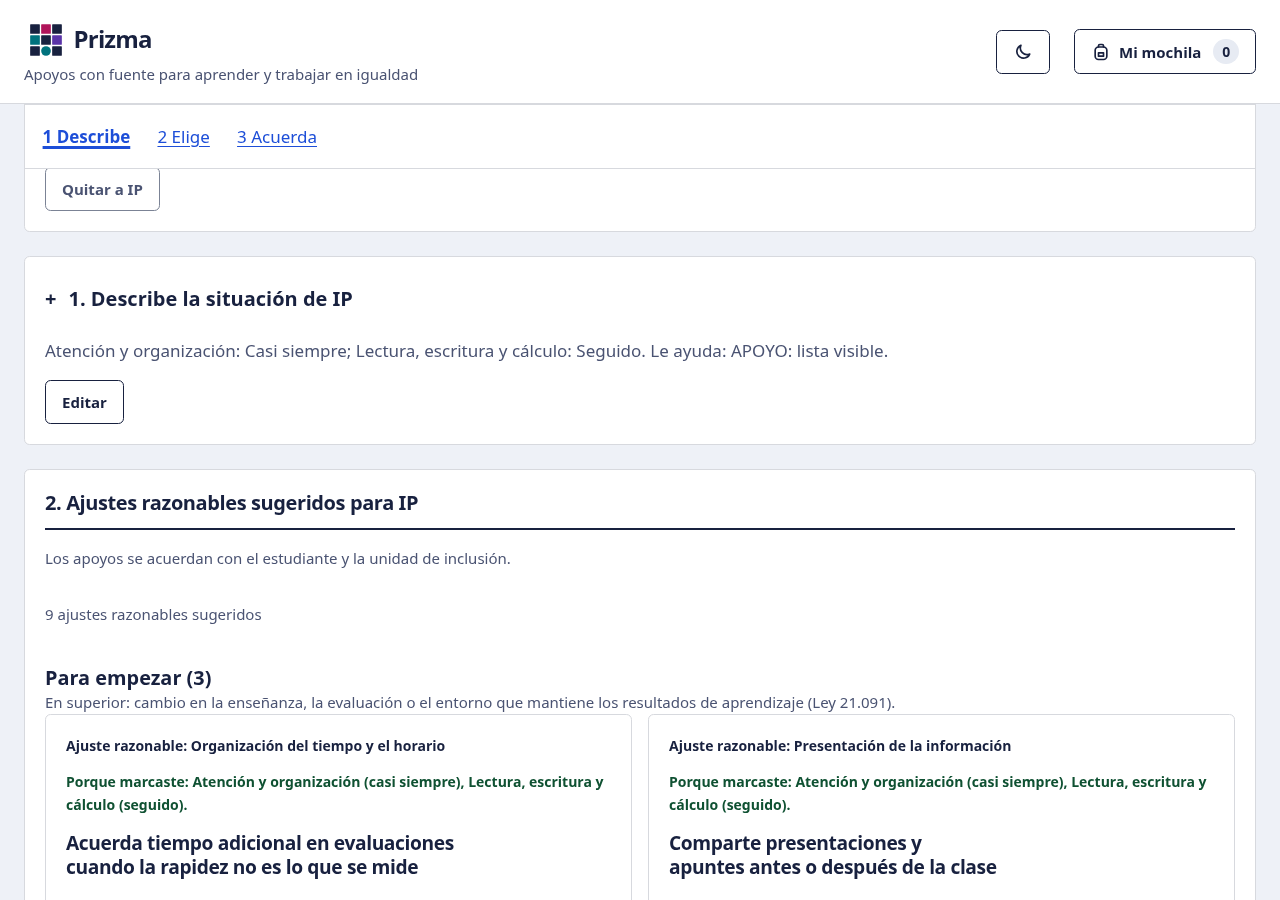 Prizma
Apoyos con fuente para aprender y trabajar en igualdad
Mi mochila 0
1 Describe 2 Elige 3 Acuerda
Quitar a IP
+ 1. Describe la situación de IP
Atención y organización: Casi siempre; Lectura, escritura y cálculo: Seguido. Le ayuda: APOYO: lista visible.
Editar
2. Ajustes razonables sugeridos para IP
Los apoyos se acuerdan con el estudiante y la unidad de inclusión.
9 ajustes razonables sugeridos
Para empezar (3)
En superior: cambio en la enseñanza, la evaluación o el entorno que mantiene los resultados de aprendizaje (Ley 21.091).
Ajuste razonable: Organización del tiempo y el horario
Porque marcaste: Atención y organización (casi siempre), Lectura, escritura y
cálculo (seguido).
Acuerda tiempo adicional en evaluaciones
cuando la rapidez no es lo que se mide
Ajuste razonable: Presentación de la información
Porque marcaste: Atención y organización (casi siempre), Lectura, escritura y
cálculo (seguido).
Comparte presentaciones y
apuntes antes o después de la clase